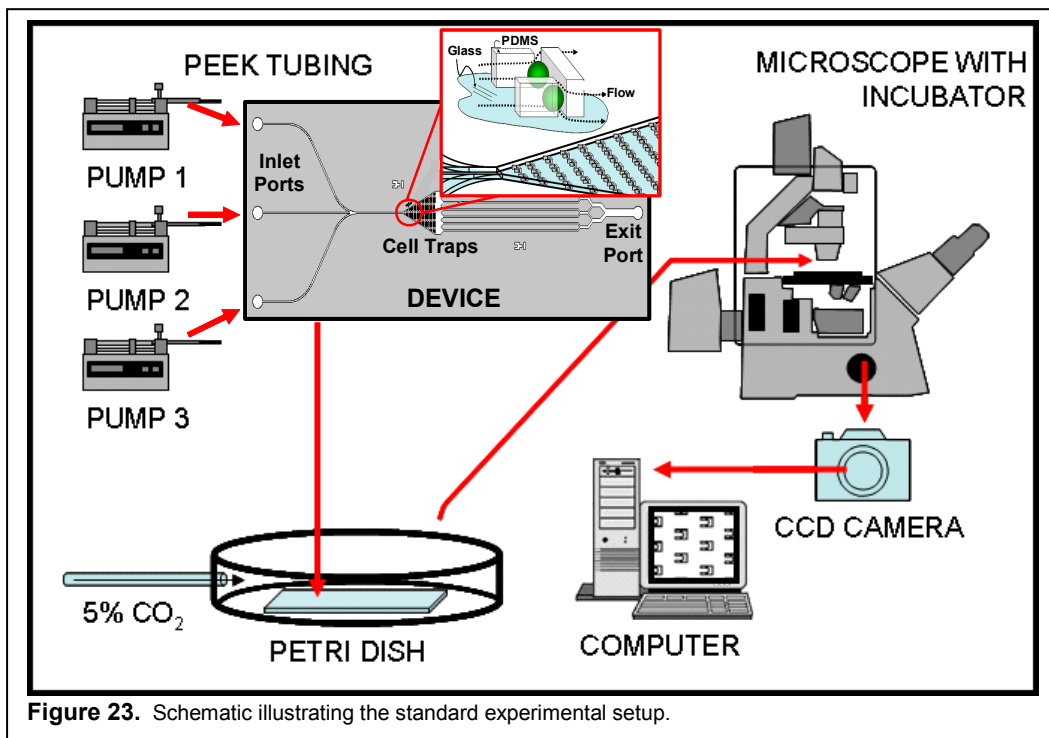 PEEK TUBING
PDMS
Glass
Flow
MICROSCOPE WITH
INCUBATOR
PUMP 1
PUMP 2
PUMP 3
Inlet
Ports
Cell Traps
Exit
Port
DEVICE
5% CO2
PETRI DISH
COMPUTER
CCD CAMERA
Figure 23. Schematic illustrating the standard experimental setup.